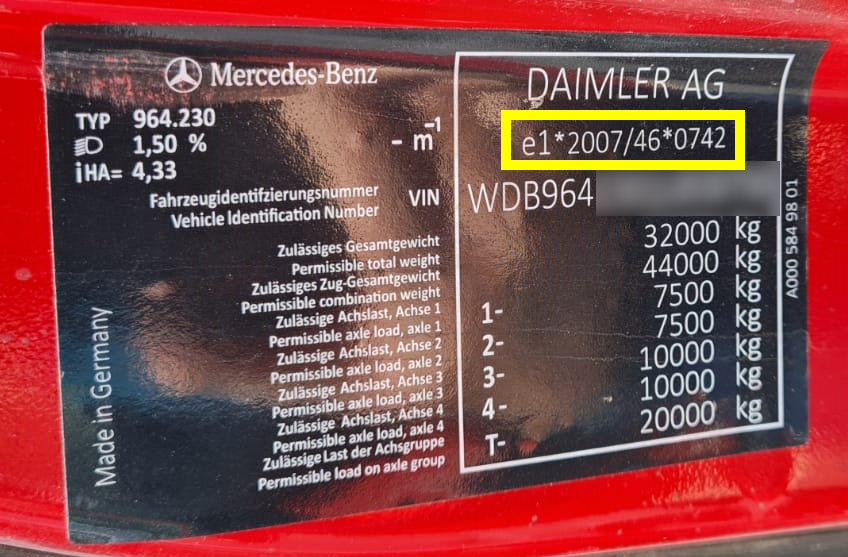 Mercedes-Benz
TYP 964.230
1,50 % - m⁻¹
iHA= 4,33
Fahrzeugidentifzierungsnummer
Vehicle Identification Number VIN
Zulässiges Gesamtgewicht
Permissible total weight
Zulässiges Zug-Gesamtgewicht
Permissible combination weight
Zulässige Achslast, Achse 1
Permissible axle load, axle 1
Zulässige Achslast, Achse 2
Permissible axle load, axle 2
Zulässige Achslast, Achse 3
Permissible axle load, axle 3
Zulässige Achslast, Achse 4
Permissible axle load, axle 4
Zulässige Last der Achsgruppe
Permissible load on axle group
DAIMLER AG
e1*2007/46*0742
WDB964
32000 kg
44000 kg
1- 7500 kg
2- 7500 kg
3- 10000 kg
4- 10000 kg
T- 20000 kg
Made in Germany
A000 584 98 01